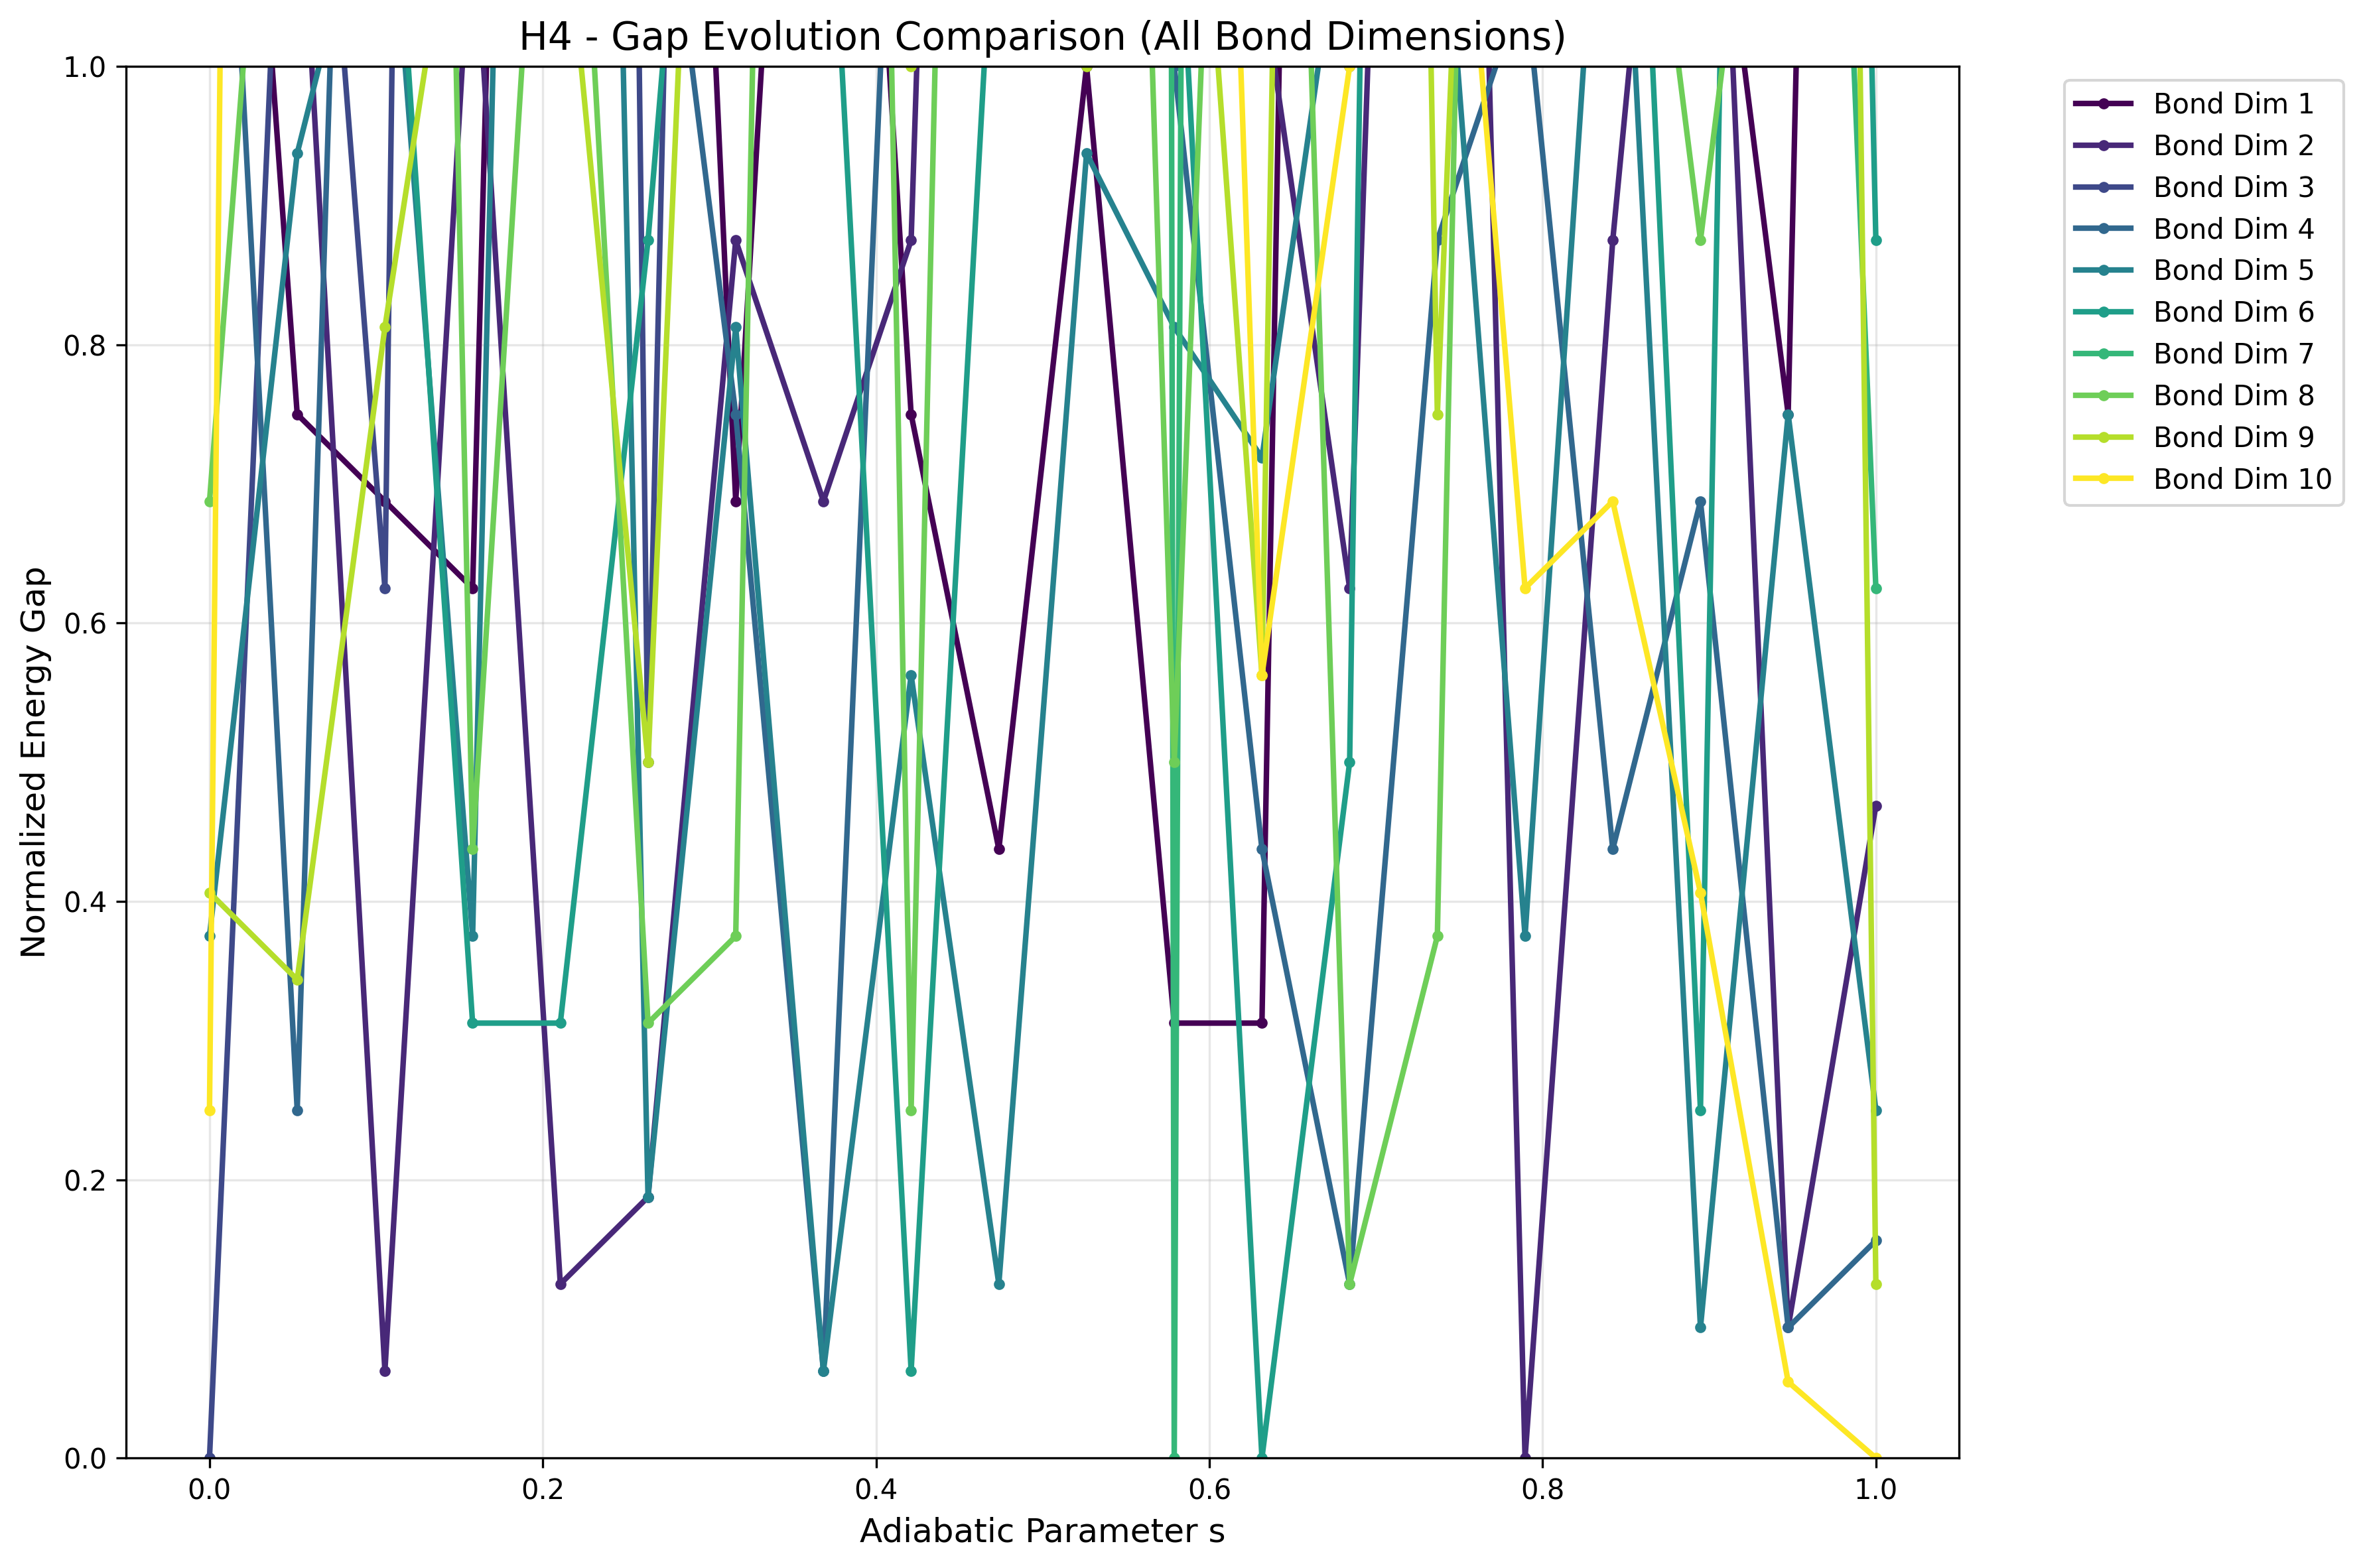 H4 - Gap Evolution Comparison (All Bond Dimensions)
1.0
0.8
0.6
0.4
0.2
0.0
Normalized Energy Gap
0.0
0.2
0.4
0.6
0.8
1.0
Adiabatic Parameter s
Bond Dim 1
Bond Dim 2
Bond Dim 3
Bond Dim 4
Bond Dim 5
Bond Dim 6
Bond Dim 7
Bond Dim 8
Bond Dim 9
Bond Dim 10